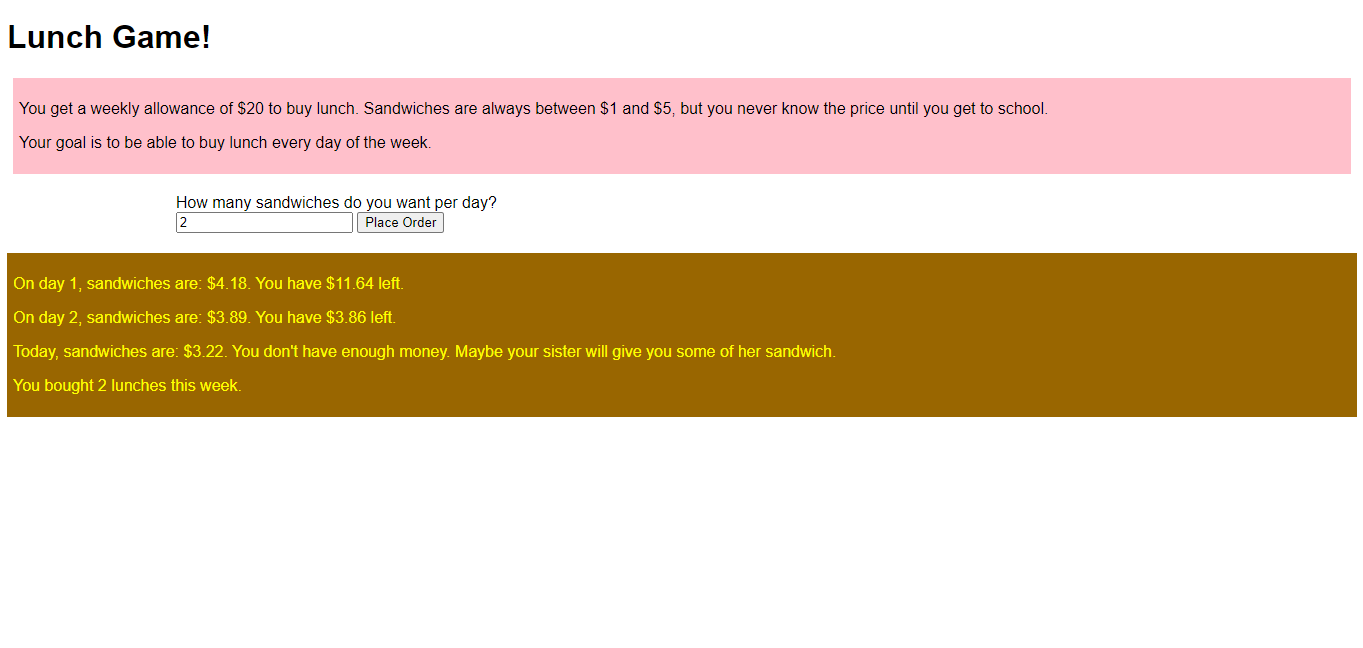 Lunch Game!
You get a weekly allowance of $20 to buy lunch. Sandwiches are always between $1 and $5, but you never know the price until you get to school.
Your goal is to be able to buy lunch every day of the week.
How many sandwiches do you want per day?
2 Place Order
On day 1, sandwiches are: $4.18. You have $11.64 left.
On day 2, sandwiches are: $3.89. You have $3.86 left.
Today, sandwiches are: $3.22. You don't have enough money. Maybe your sister will give you some of her sandwich.
You bought 2 lunches this week.